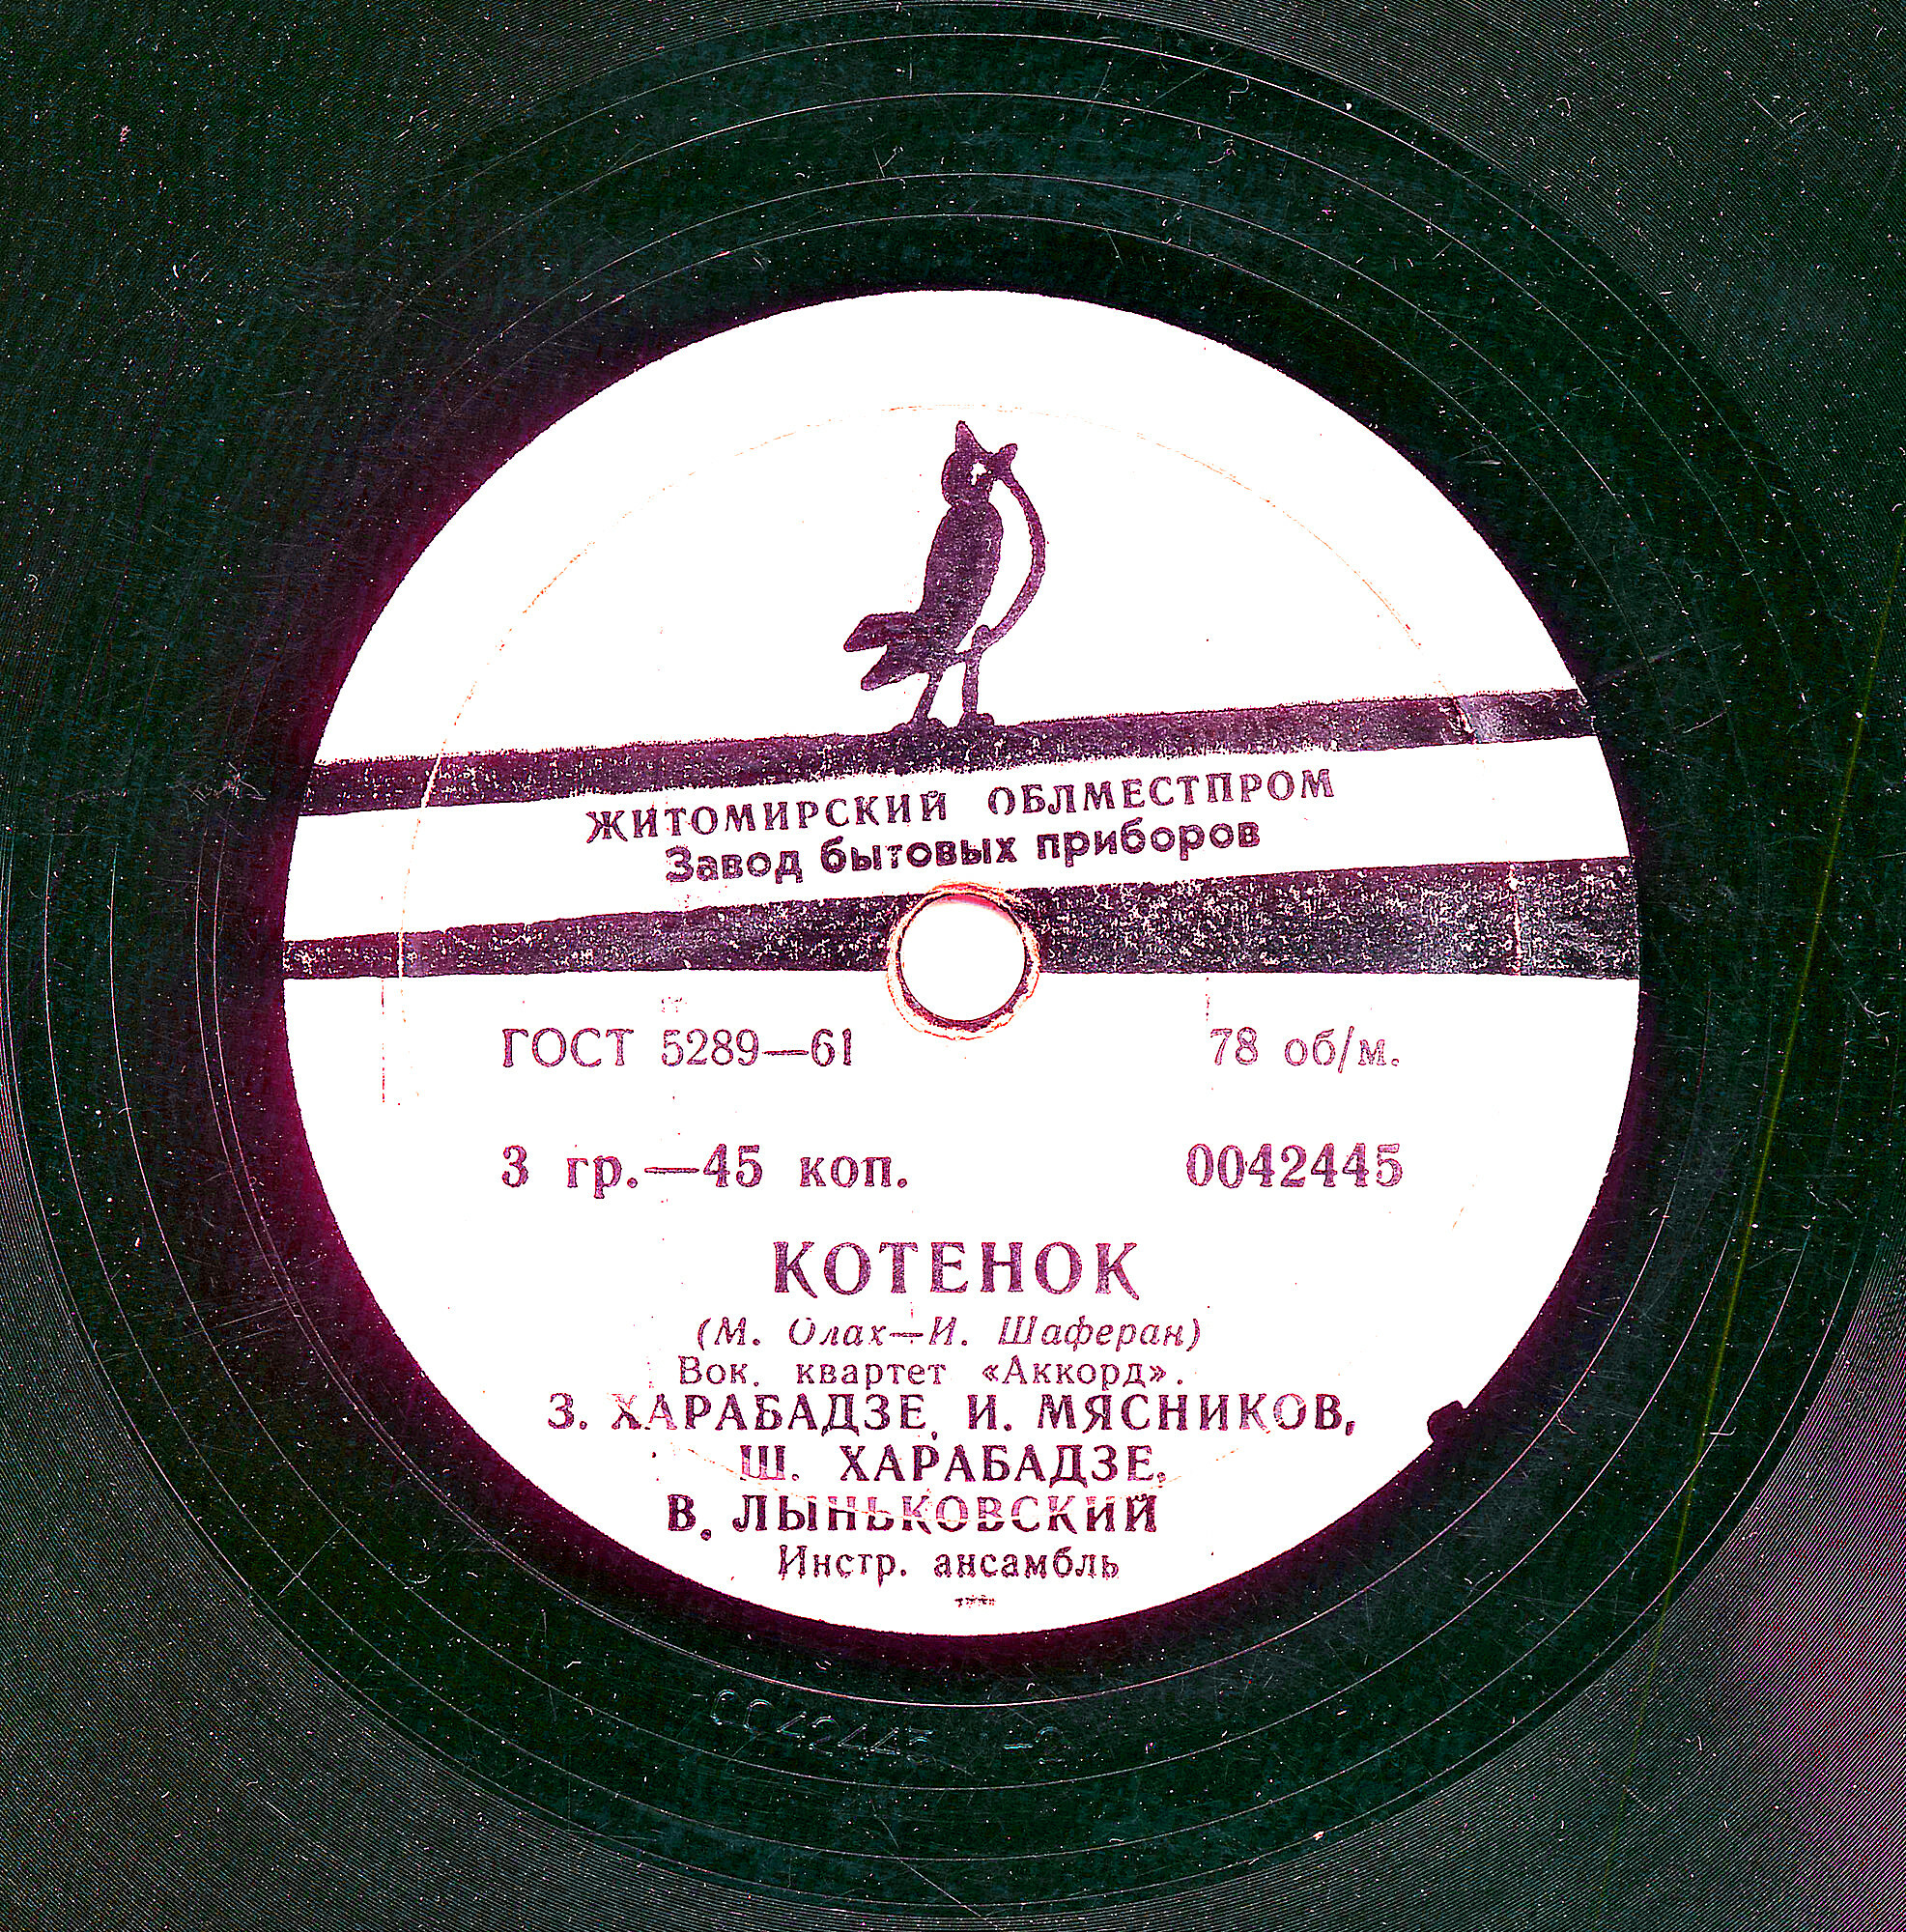 ЖИТОМИРСКИЙ ОБЛМЕСТПРОМ
Завод бытовых приборов
ГОСТ 5289—61 78 об/м.
3 гр.—45 коп. 0042445
КОТЕНОК
(М. Олах—И. Шаферан)
Вок. квартет «Аккорд».
З. ХАРАБАДЗЕ, И. МЯСНИКОВ,
Ш. ХАРАБАДЗЕ,
В. ЛЫНЬКОВСКИЙ
Инстр. ансамбль